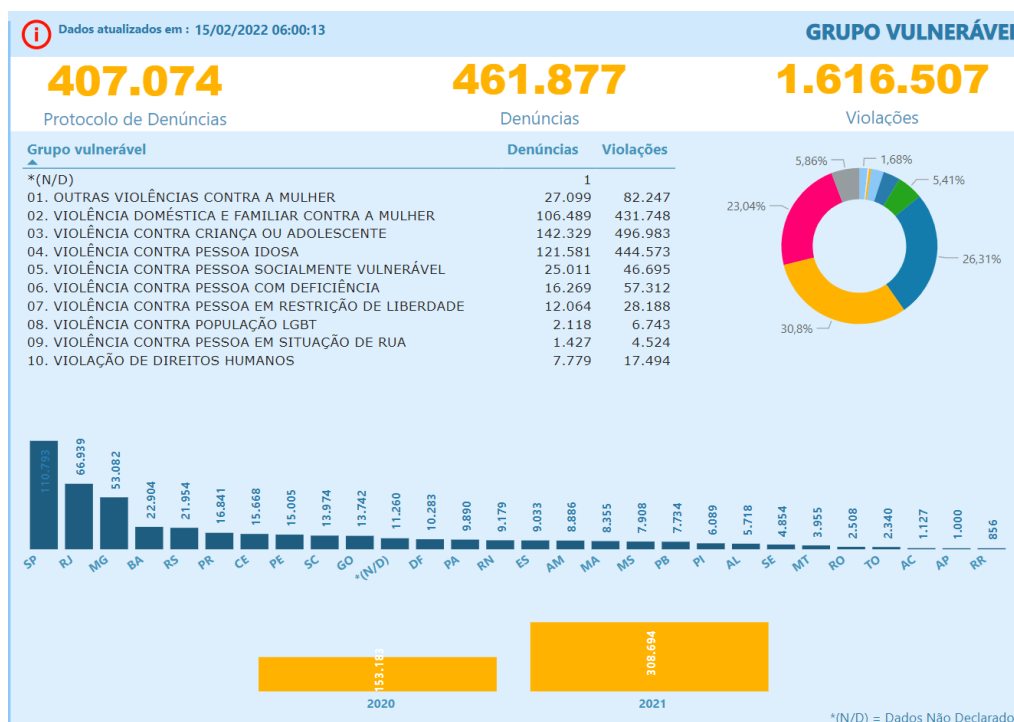 Dados atualizados em : 15/02/2022 06:00:13
GRUPO VULNERÁVEL
407.074 461.877 1.616.507
Protocolo de Denúncias Denúncias Violações
Grupo vulnerável Denúncias Violações
*(N/D) 1
01. OUTRAS VIOLÊNCIAS CONTRA A MULHER 27.099 82.247
02. VIOLÊNCIA DOMÉSTICA E FAMILIAR CONTRA A MULHER 106.489 431.748
03. VIOLÊNCIA CONTRA CRIANÇA OU ADOLESCENTE 142.329 496.983
04. VIOLÊNCIA CONTRA PESSOA IDOSA 121.581 444.573
05. VIOLÊNCIA CONTRA PESSOA SOCIALMENTE VULNERÁVEL 25.011 46.695
06. VIOLÊNCIA CONTRA PESSOA COM DEFICIÊNCIA 16.269 57.312
07. VIOLÊNCIA CONTRA PESSOA EM RESTRIÇÃO DE LIBERDADE 12.064 28.188
08. VIOLÊNCIA CONTRA POPULAÇÃO LGBT 2.118 6.743
09. VIOLÊNCIA CONTRA PESSOA EM SITUAÇÃO DE RUA 1.427 4.524
10. VIOLAÇÃO DE DIREITOS HUMANOS 7.779 17.494
5,86% 1,68%
5,41%
23,04%
26,31%
30,8%
110.793 66.939 53.082 22.904 21.954 16.841 15.668 15.005 13.974 13.742 11.260 10.283 9.890 9.179 9.033 8.886 8.355 7.908 7.734 6.089 5.718 4.854 3.955 2.508 2.340 1.127 1.000 856
SP RJ MG BA RS PR CE PE SC GO *(N/D) DF PA RN ES AM MA MS PB PI AL SE MT RO TO AC AP RR
153.183 308.694
2020 2021
*(N/D) = Dados Não Declarado